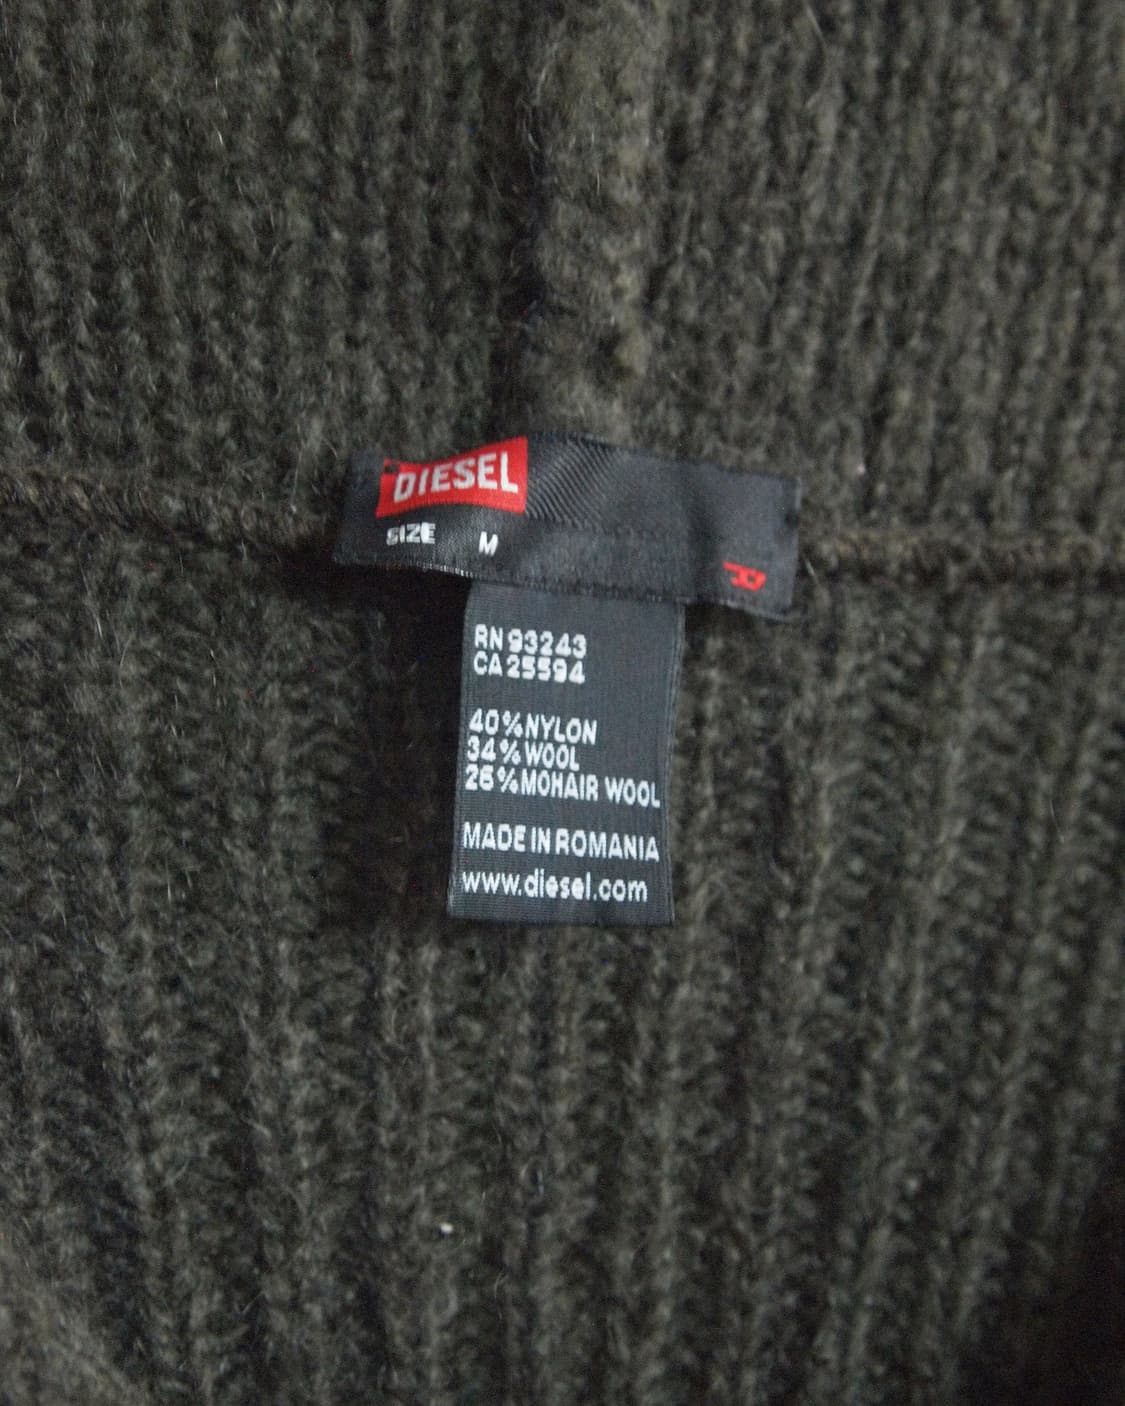 DIESEL
SIZE M
RN 93243
CA 25594
40%NYLON
34%WOOL
26%MOHAIR WOOL
MADE IN ROMANIA
www.diesel.com